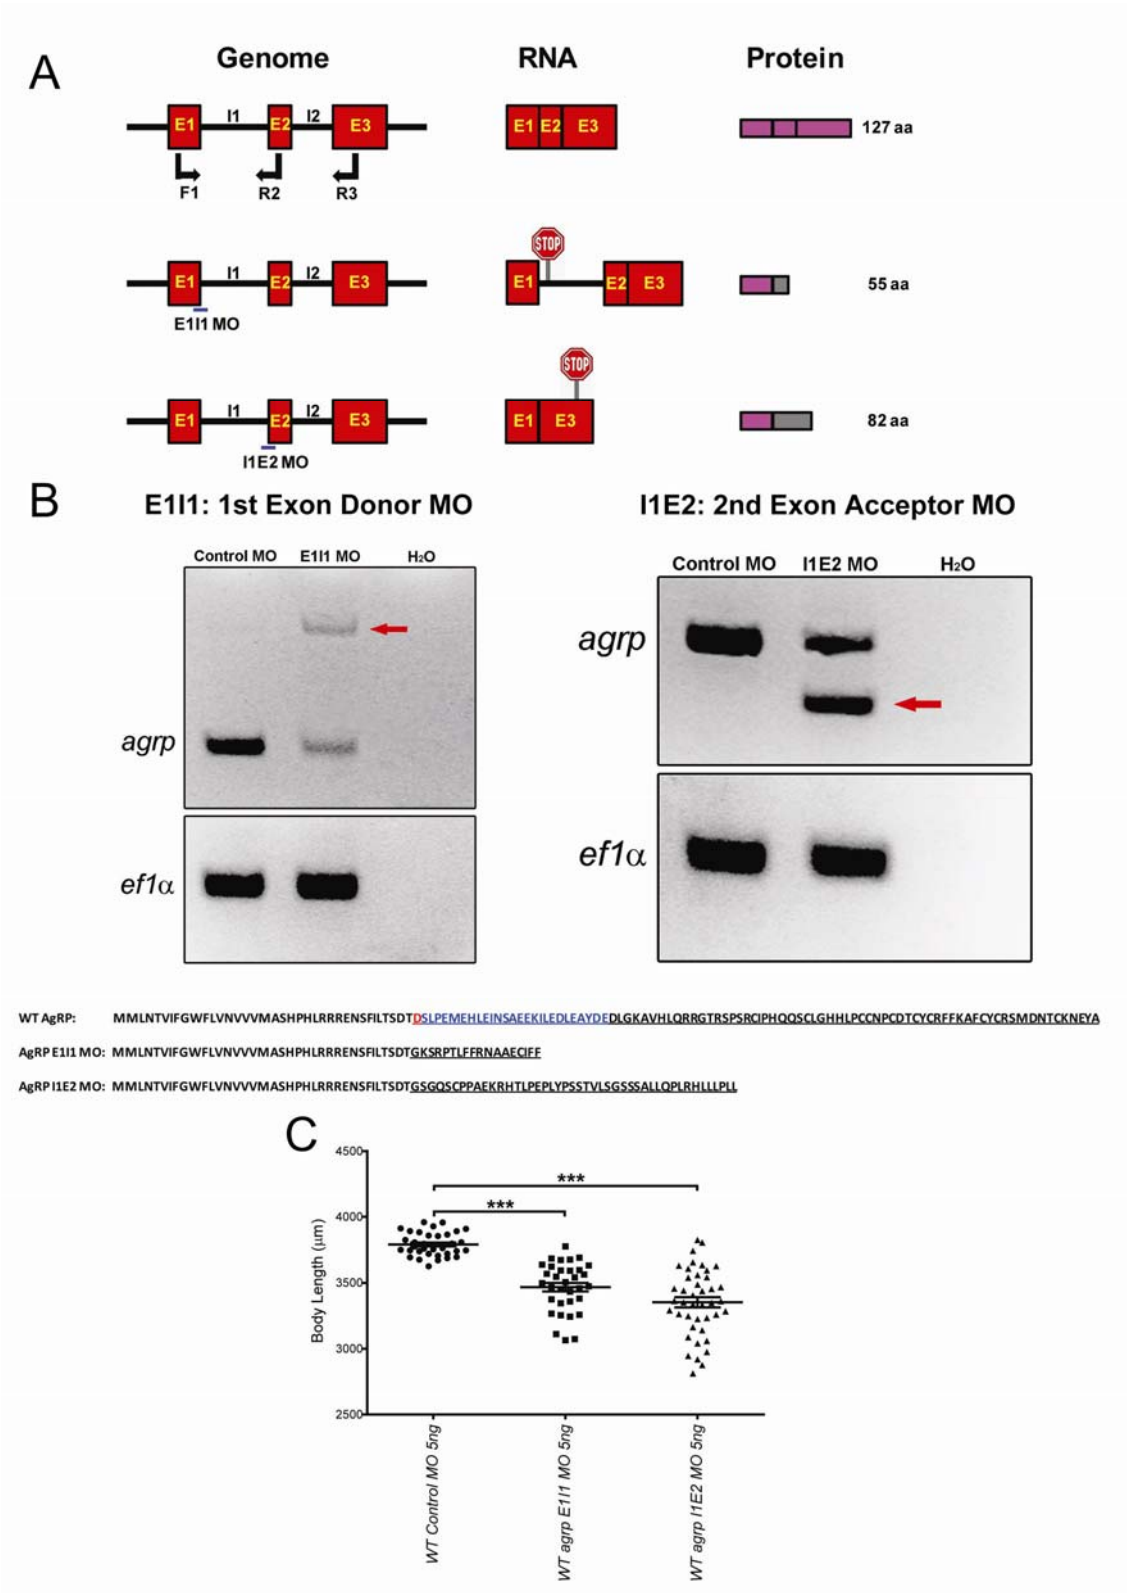 A
Genome RNA Protein
E1 I1 E2 I2 E3 E1 E2 E3 127 aa
F1 R2 R3
STOP
E1 I1 E2 I2 E3 E1 E2 E3 55 aa
E1I1 MO
STOP
E1 I1 E2 I2 E3 E1 E3 82 aa
I1E2 MO
B
E1I1: 1st Exon Donor MO I1E2: 2nd Exon Acceptor MO
Control MO E1I1 MO H2O
Control MO I1E2 MO H2O
agrp
agrp
ef1α
ef1α
WT AgRP: MMLNTVIFGWFLVNVVVMASHPHLRRRENSFILTSDTDSLPEMEHLEINSAEEKILEDLEAYDEDLGKAVHLQRRGTRSPSRCIPHQQSCLGHHLPCCNPCDTCYCRFFKAFCYCRSMDNTCKNEYA
AgRP E1I1 MO: MMLNTVIFGWFLVNVVVMASHPHLRRRENSFILTSDTGKSRPTLFFRNAAECIFF
AgRP I1E2 MO: MMLNTVIFGWFLVNVVVMASHPHLRRRENSFILTSDTGSGQSCPPAEKRHTLPEPLYPSSTVLSGSSSALLQPLRHLLLPLL
C
4500
4000
3500
3000
2500
Body Length (μm)
***
***
WT Control MO 5ng
WT agrp E1I1 MO 5ng
WT agrp I1E2 MO 5ng